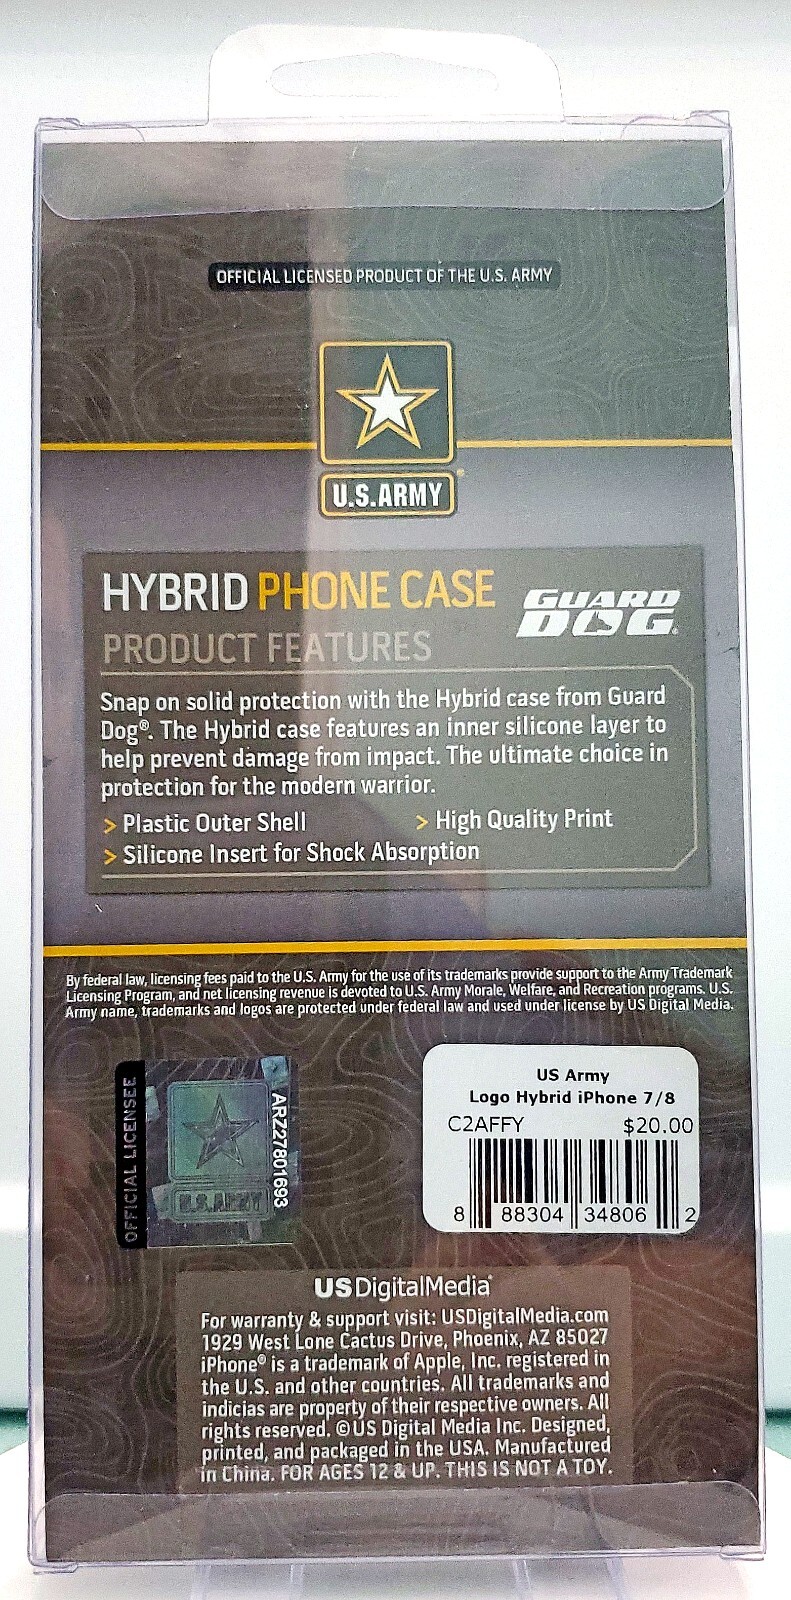 OFFICIAL LICENSED PRODUCT OF THE U.S. ARMY
U.S.ARMY®
HYBRID PHONE CASE
GUARD DOG®
PRODUCT FEATURES
Snap on solid protection with the Hybrid case from Guard
Dog®. The Hybrid case features an inner silicone layer to
help prevent damage from impact. The ultimate choice in
protection for the modern warrior.
> Plastic Outer Shell > High Quality Print
> Silicone Insert for Shock Absorption
By federal law, licensing fees paid to the U.S. Army for the use of its trademarks provide support to the Army Trademark
Licensing Program, and net licensing revenue is devoted to U.S. Army Morale, Welfare, and Recreation programs. U.S.
Army name, trademarks and logos are protected under federal law and used under license by US Digital Media.
OFFICIAL LICENSEE
U.S.ARMY
ARZ27801693
US Army
Logo Hybrid iPhone 7/8
C2AFFY $20.00
8 88304 34806 2
USDigitalMedia®
For warranty & support visit: USDigitalMedia.com
1929 West Lone Cactus Drive, Phoenix, AZ 85027
iPhone® is a trademark of Apple, Inc. registered in
the U.S. and other countries. All trademarks and
indicias are property of their respective owners. All
rights reserved. ©US Digital Media Inc. Designed,
printed, and packaged in the USA. Manufactured
in China. FOR AGES 12 & UP. THIS IS NOT A TOY.